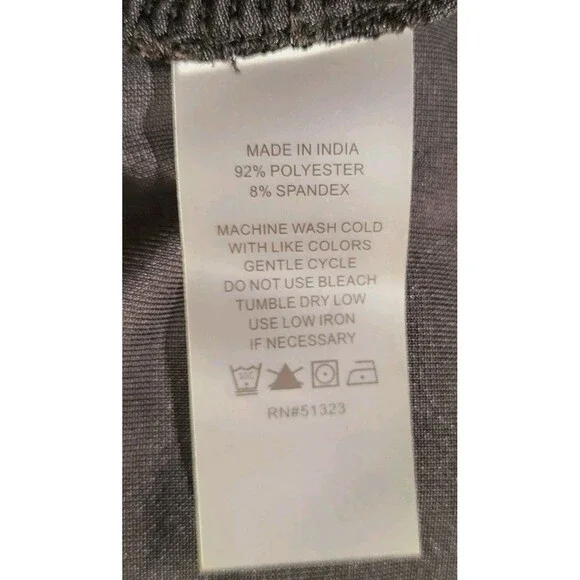 MADE IN INDIA
92% POLYESTER
8% SPANDEX
MACHINE WASH COLD
WITH LIKE COLORS
GENTLE CYCLE
DO NOT USE BLEACH
TUMBLE DRY LOW
USE LOW IRON
IF NECESSARY
RN#51323